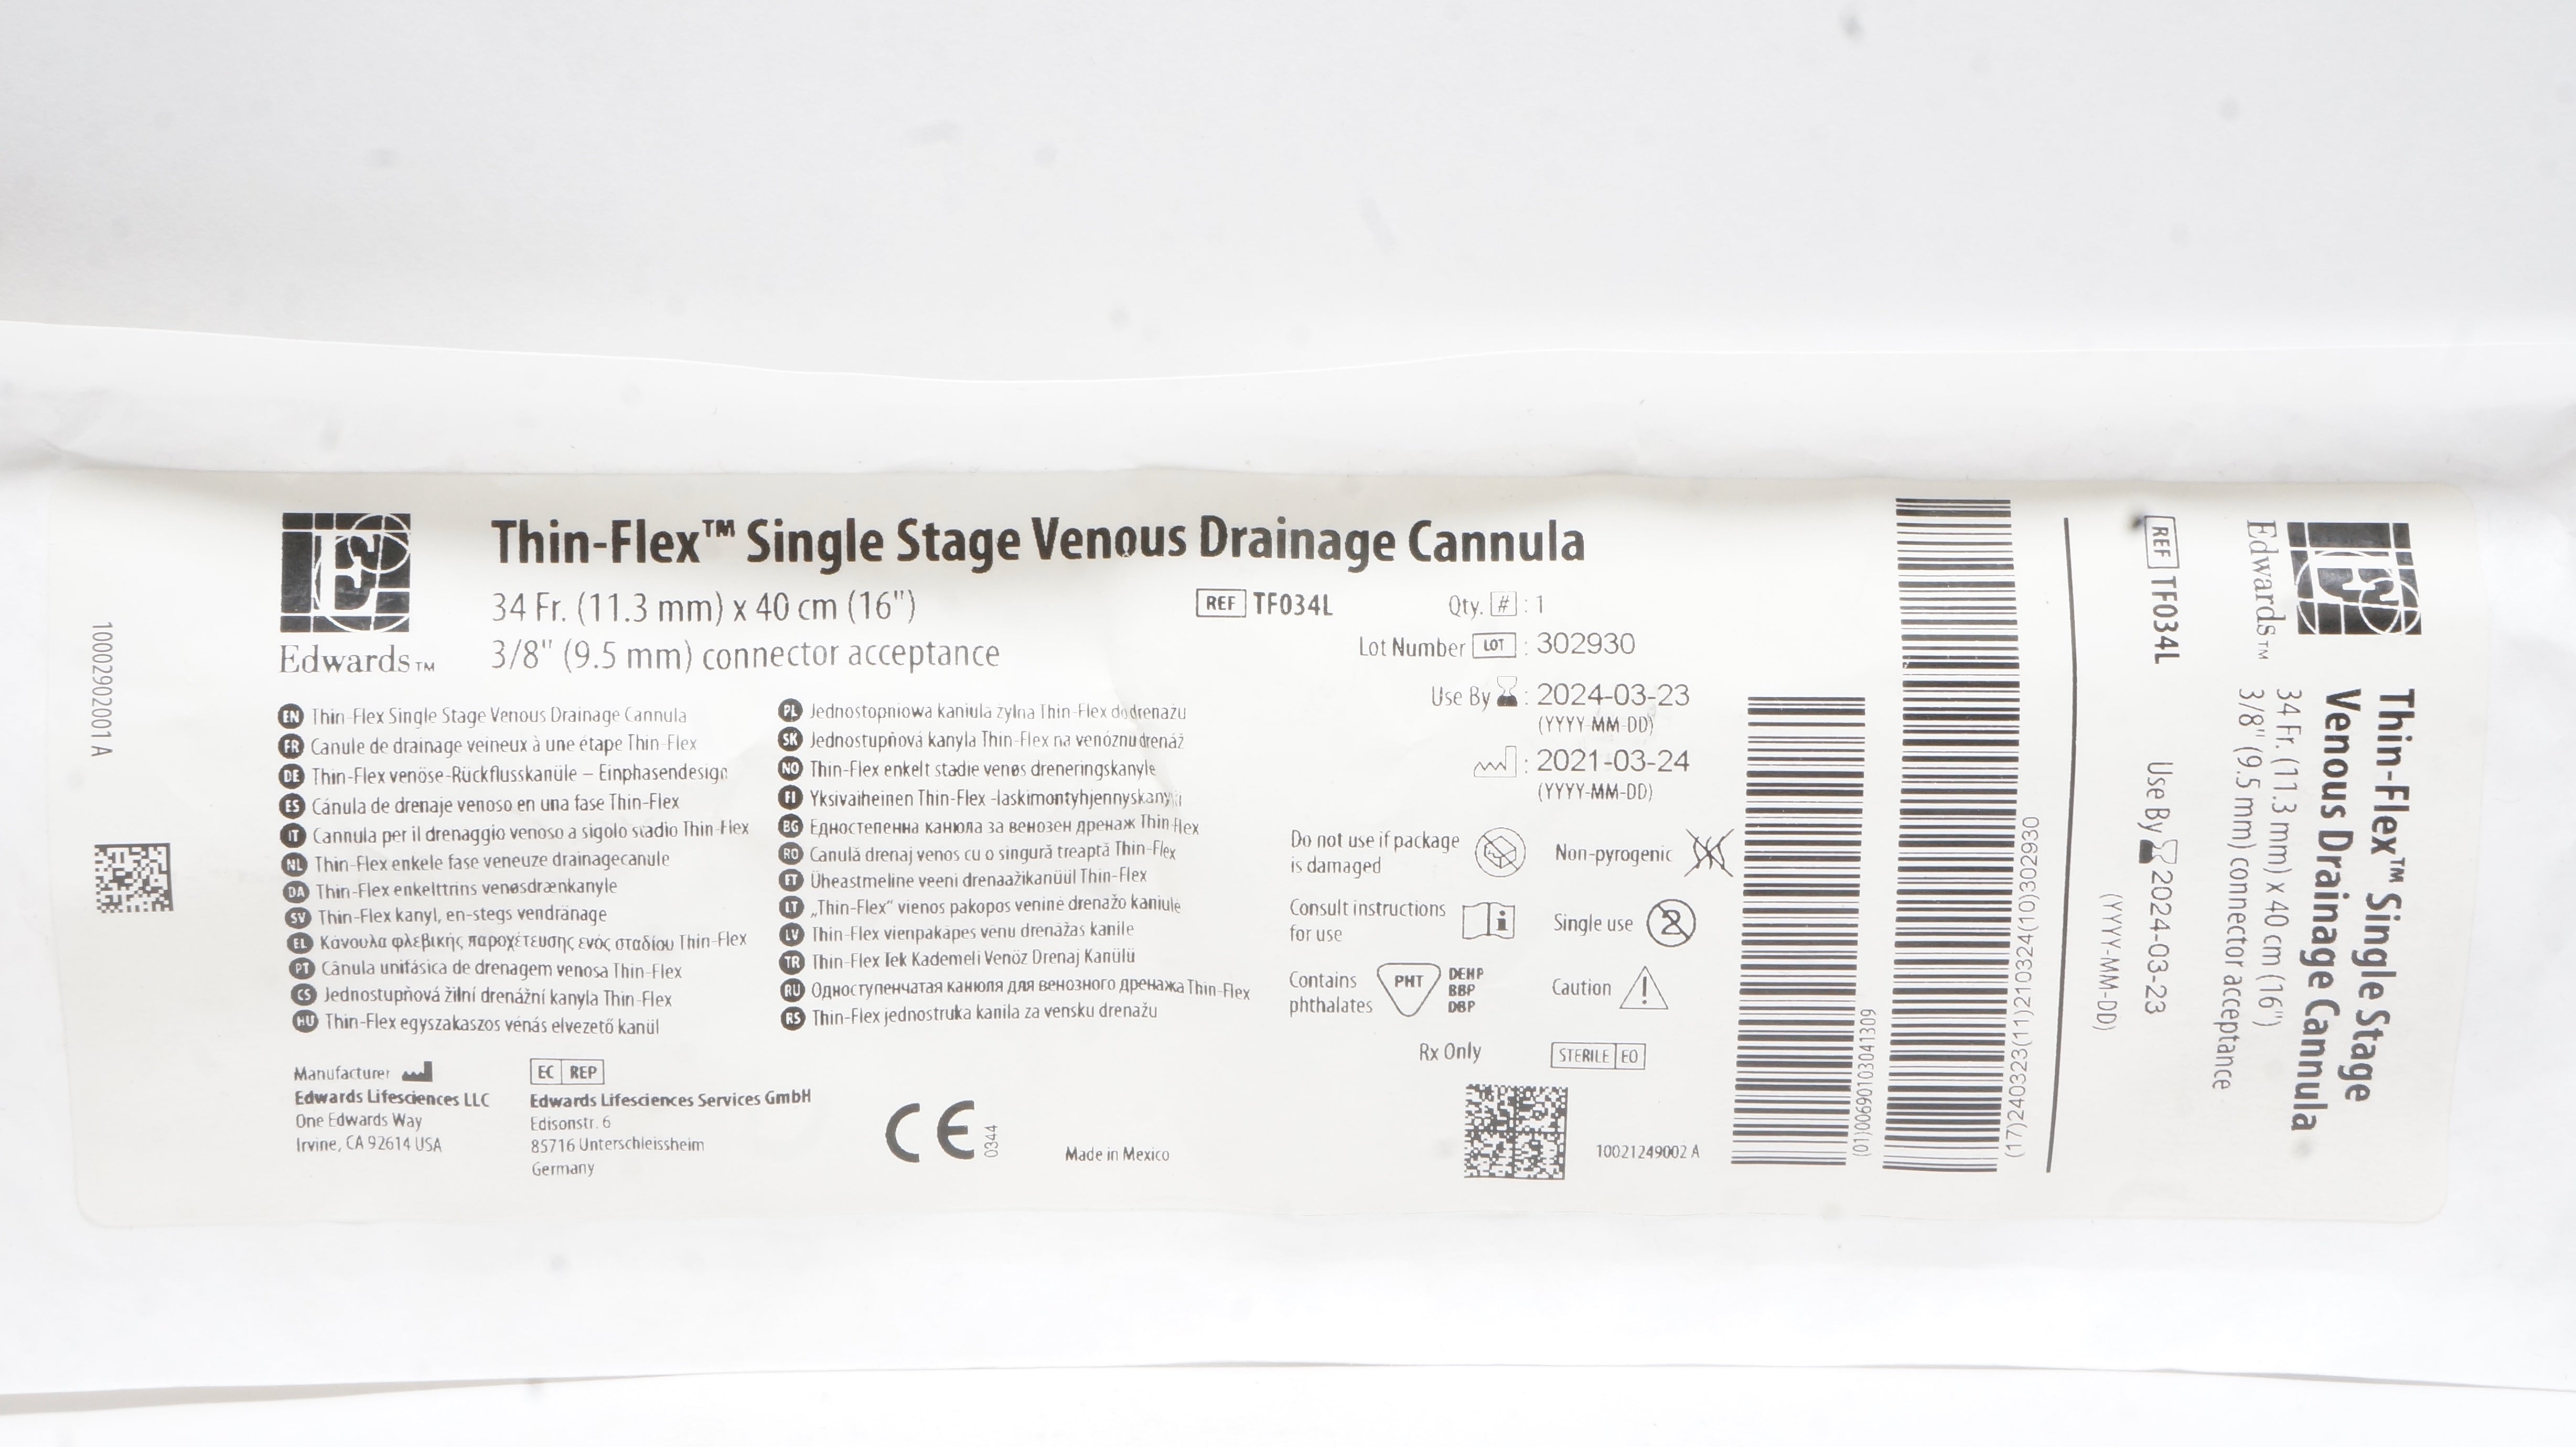 10002902001 A
E
Edwards™
Thin-Flex™ Single Stage Venous Drainage Cannula
34 Fr. (11.3 mm) x 40 cm (16")
3/8" (9.5 mm) connector acceptance
REF TF034L
Qty. # : 1
Lot Number LOT : 302930
Use By : 2024-03-23
(YYYY-MM-DD)
: 2021-03-24
(YYYY-MM-DD)
EN Thin-Flex Single Stage Venous Drainage Cannula
FR Canule de drainage veineux à une étape Thin-Flex
DE Thin-Flex venöse-Rückflusskanüle – Einphasendesign
ES Cánula de drenaje venoso en una fase Thin-Flex
IT Cannula per il drenaggio venoso a sigolo stadio Thin-Flex
NL Thin-Flex enkele fase veneuze drainagecanule
DA Thin-Flex enkelttrins venøsdrænkanyle
SV Thin-Flex kanyl, en-stegs vendränage
EL Κάνουλα φλεβικής παροχέτευσης ενός σταδίου Thin-Flex
PT Cânula unifásica de drenagem venosa Thin-Flex
CS Jednostupňová žilní drenážní kanyla Thin-Flex
HU Thin-Flex egyszakaszos vénás elvezető kanül
PL Jednostopniowa kaniula żylna Thin-Flex do drenażu
SK Jednostupňová kanyla Thin-Flex na venóznu drenáž
NO Thin-Flex enkelt stadie venøs dreneringskanyle
FI Yksivaiheinen Thin-Flex -laskimontyhjennyskanyyli
BG Едностепенна канюла за венозен дренаж Thin-Flex
RO Canulă drenaj venos cu o singură treaptă Thin-Flex
ET Üheastmeline veeni drenaažikanüül Thin-Flex
LT „Thin-Flex“ vienos pakopos veninė drenažo kaniulė
LV Thin-Flex vienpakāpes vēnu drenāžas kanile
TR Thin-Flex Tek Kademeli Venöz Drenaj Kanülü
RU Одноступенчатая канюля для венозного дренажа Thin-Flex
RS Thin-Flex jednostruka kanila za vensku drenažu
Do not use if package
is damaged
Non-pyrogenic
Consult instructions
for use
Single use
2
Contains
phthalates
PHT
DEHP
BBP
DBP
Caution
Rx Only
STERILE EO
Manufacturer
Edwards Lifesciences LLC
One Edwards Way
Irvine, CA 92614 USA
EC REP
Edwards Lifesciences Services GmbH
Edisonstr. 6
85716 Unterschleissheim
Germany
CE
0344
Made in Mexico
10021249002 A
(01)00690103041309
(17)240323(11)210324(10)302930
E
Edwards™
Thin-Flex™ Single Stage
Venous Drainage Cannula
34 Fr. (11.3 mm) x 40 cm (16")
3/8" (9.5 mm) connector acceptance
REF TF034L
Use By 2024-03-23
(YYYY-MM-DD)